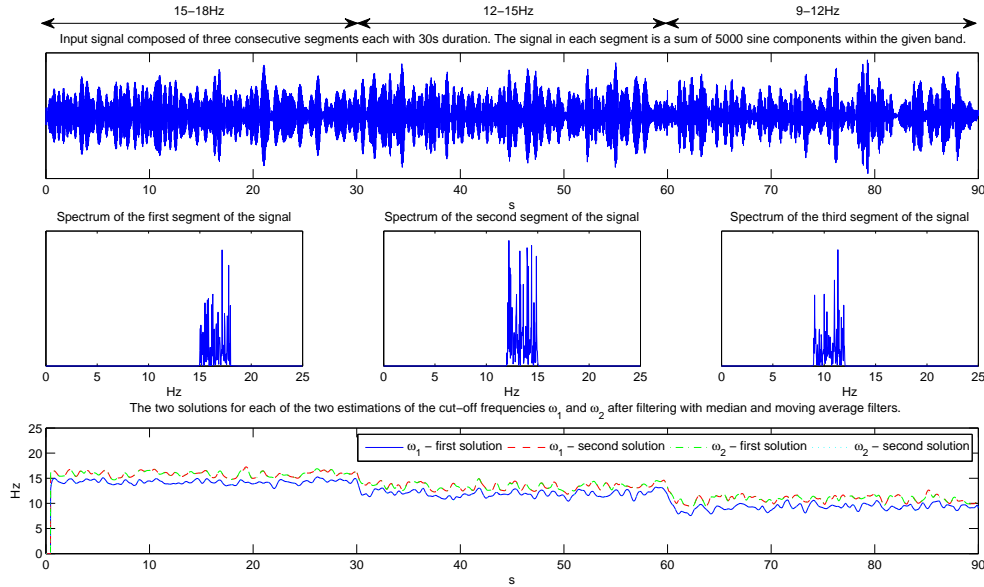 15−18Hz 12−15Hz 9−12Hz
Input signal composed of three consecutive segments each with 30s duration. The signal in each segment is a sum of 5000 sine components within the given band.
0 10 20 30 40 50 60 70 80 90
s
Spectrum of the first segment of the signal Spectrum of the second segment of the signal Spectrum of the third segment of the signal
0 5 10 15 20 25 0 5 10 15 20 25 0 5 10 15 20 25
Hz Hz Hz
The two solutions for each of the two estimations of the cut−off frequencies ω1 and ω2 after filtering with median and moving average filters.
25
20
15
10
5
0
Hz
ω1 − first solution ω1 − second solution ω2 − first solution ω2 − second solution
0 10 20 30 40 50 60 70 80 90
s